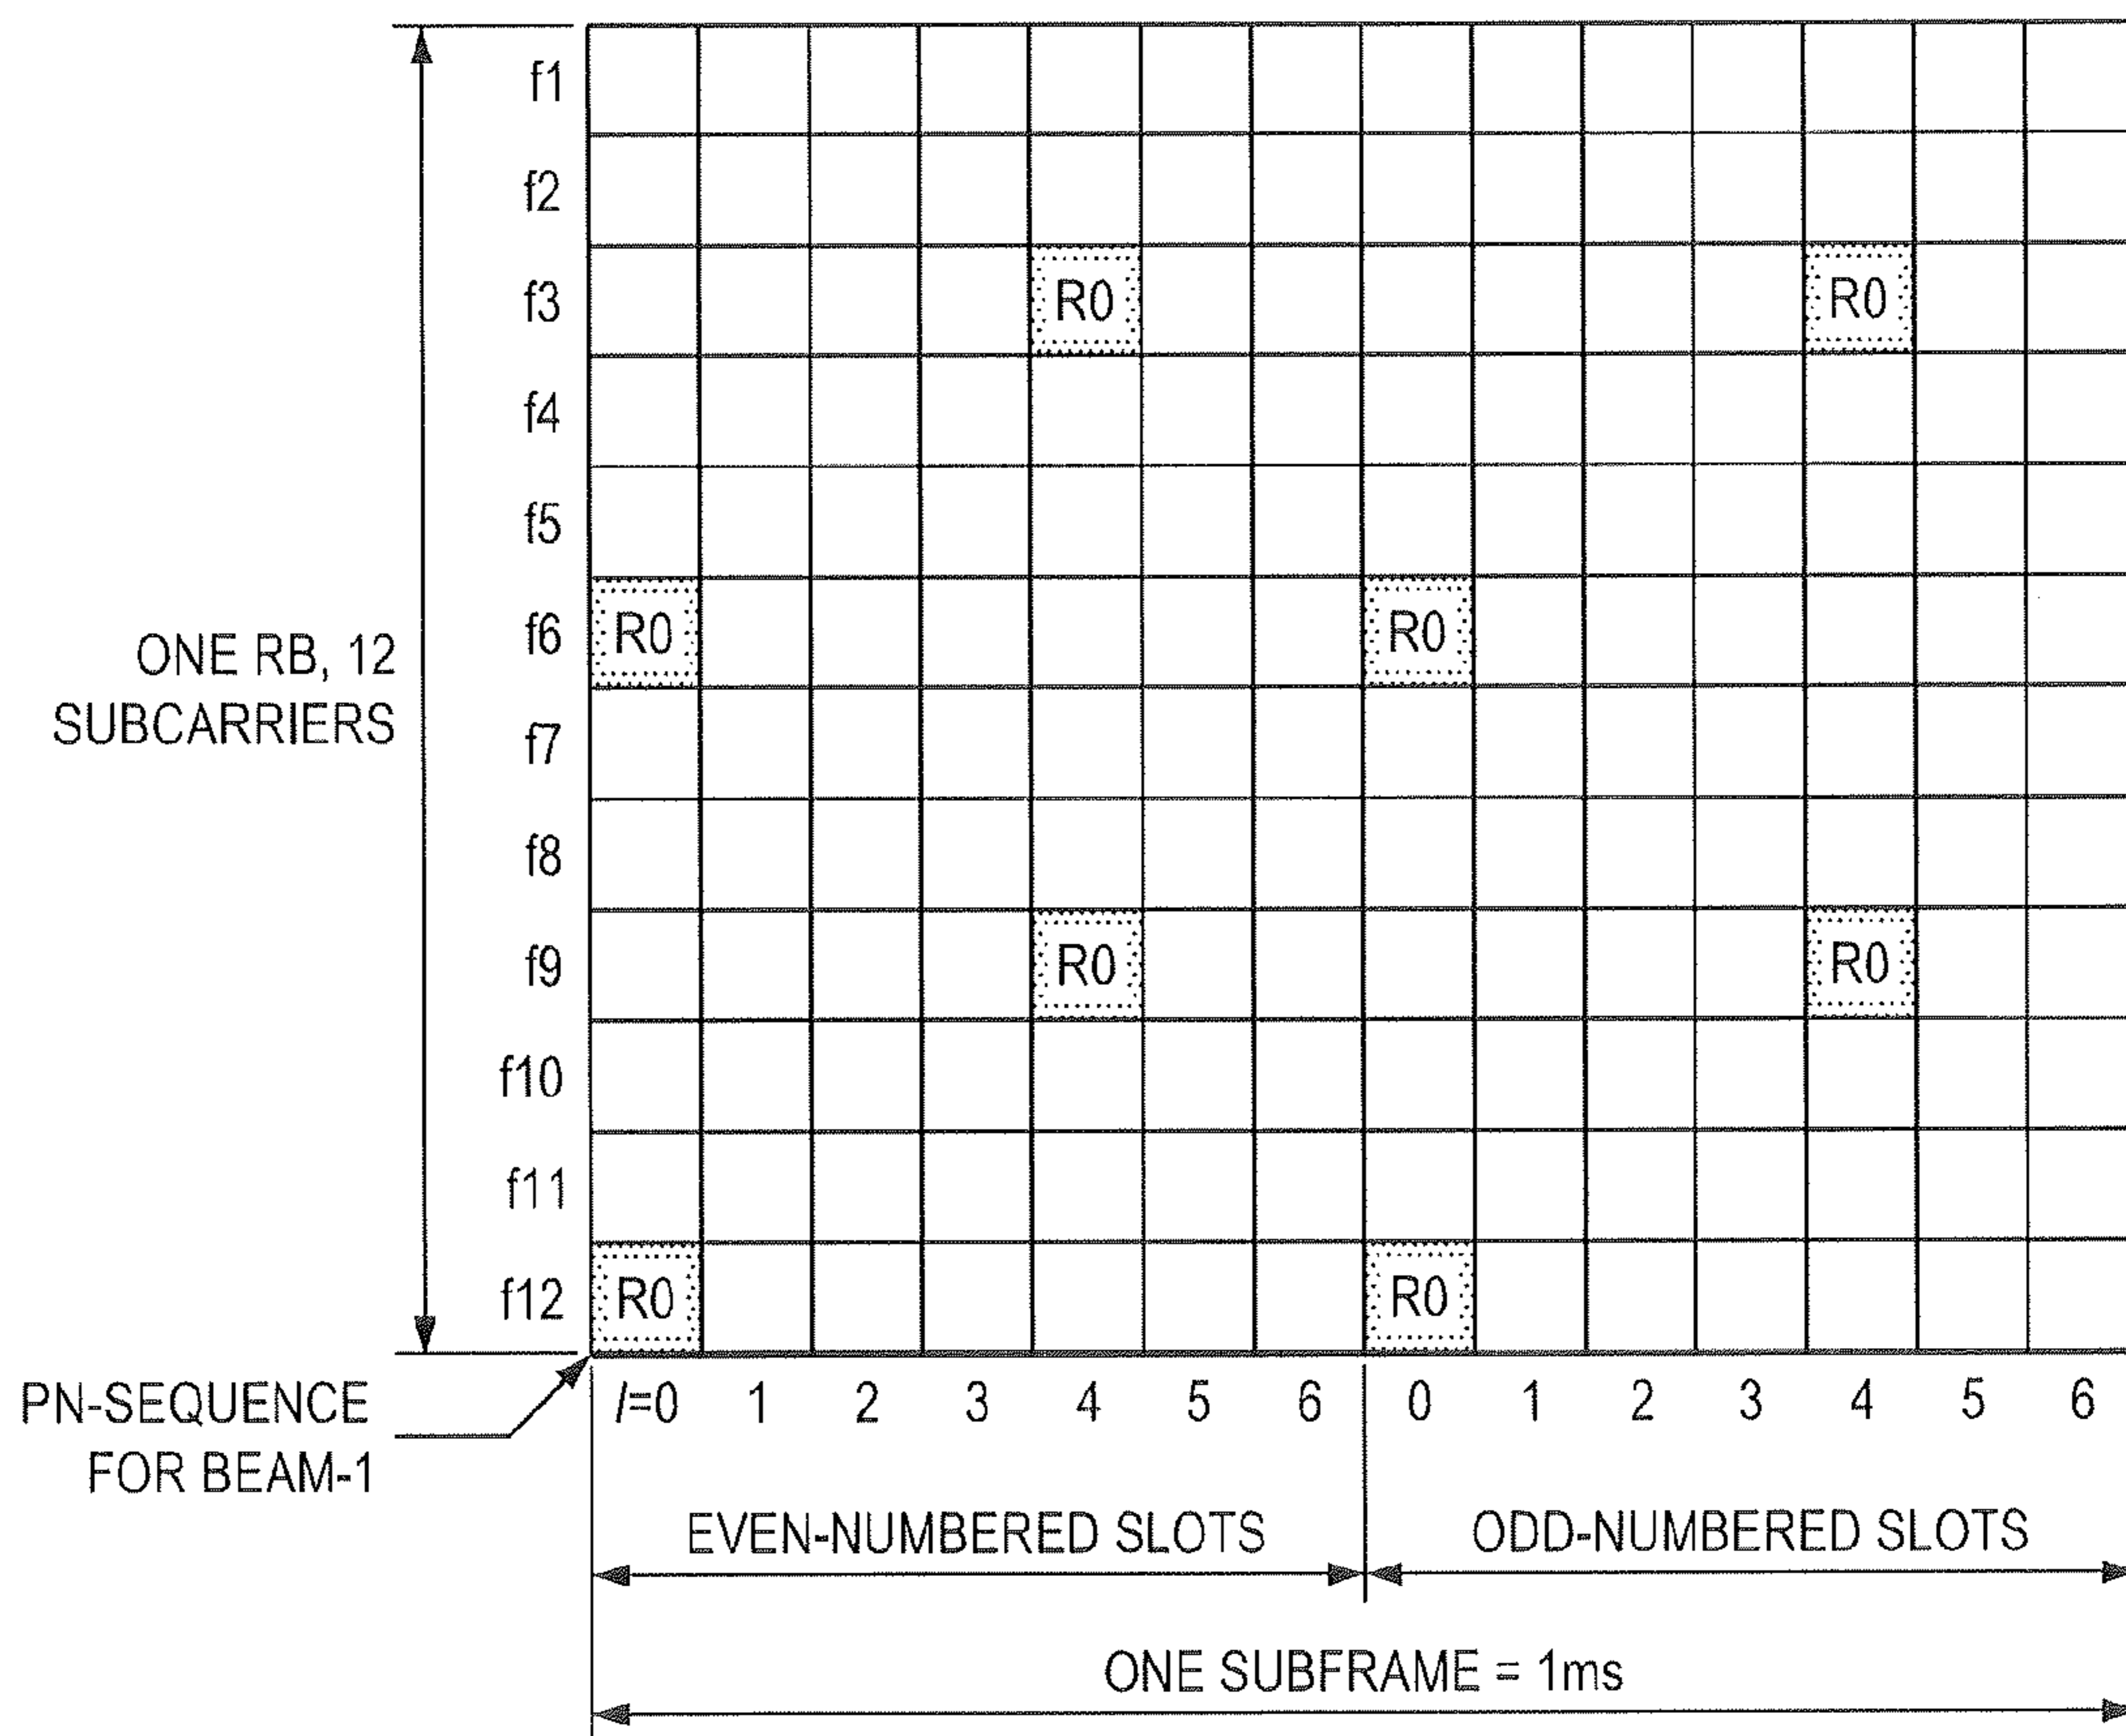 f1
f2
f3 R0 R0
f4
f5
f6 R0 R0
ONE RB, 12
SUBCARRIERS
f7
f8
f9 R0 R0
f10
f11
f12 R0 R0
PN-SEQUENCE
FOR BEAM-1
l=0 1 2 3 4 5 6 0 1 2 3 4 5 6
EVEN-NUMBERED SLOTS ODD-NUMBERED SLOTS
ONE SUBFRAME = 1ms